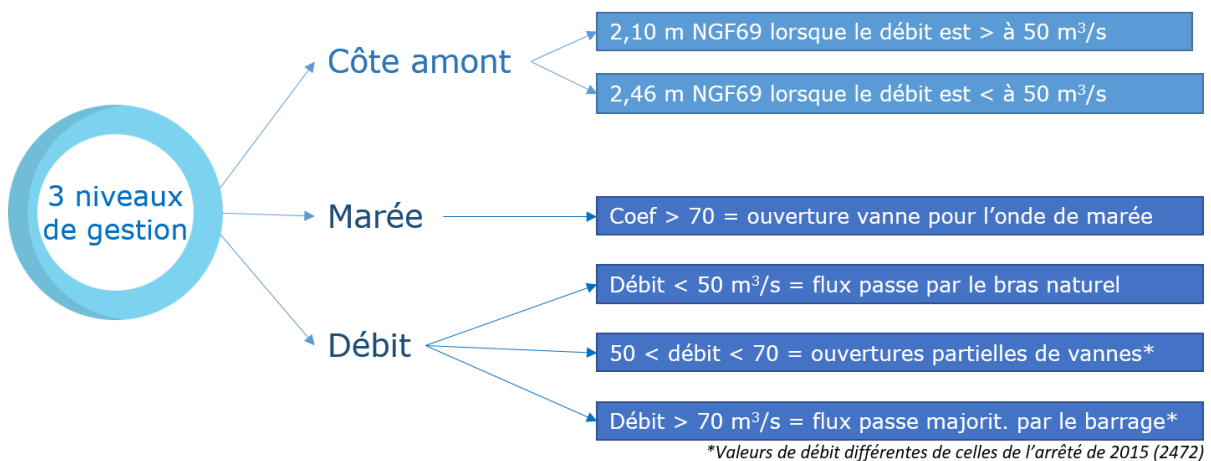 3 niveaux
de gestion
Côte amont
2,10 m NGF69 lorsque le débit est > à 50 m³/s
2,46 m NGF69 lorsque le débit est < à 50 m³/s
Marée
Coef > 70 = ouverture vanne pour l’onde de marée
Débit
Débit < 50 m³/s = flux passe par le bras naturel
50 < débit < 70 = ouvertures partielles de vannes*
Débit > 70 m³/s = flux passe majorit. par le barrage*
*Valeurs de débit différentes de celles de l’arrêté de 2015 (2472)